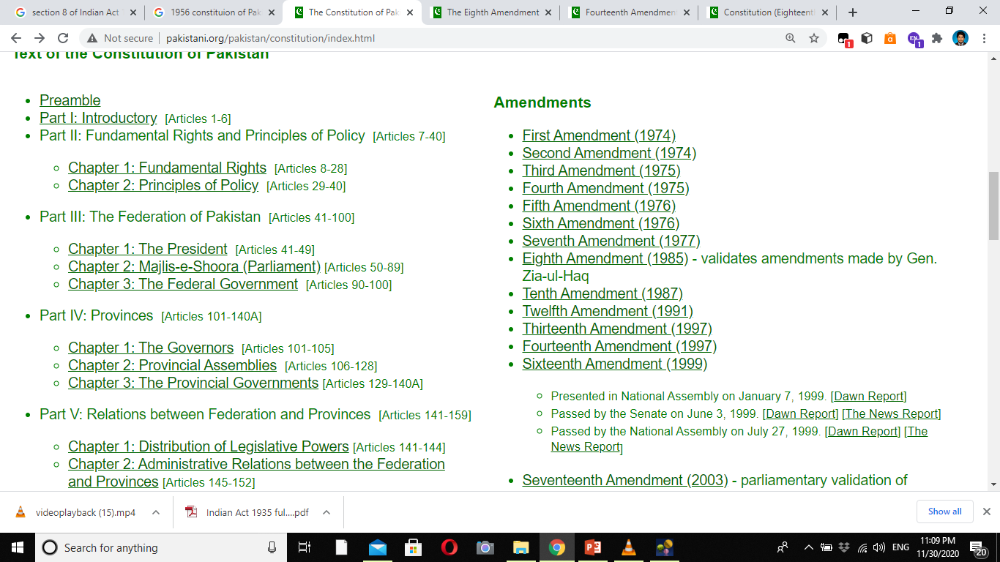 section 8 of Indian Act
1956 constituion of Pak
The Constitution of Pak
The Eighth Amendment
Fourteenth Amendmen
Constitution (Eighteent
Not secure
pakistani.org/pakistan/constitution/index.html
1
EN
1
Text of the Constitution of Pakistan
Preamble
Part I: Introductory [Articles 1-6]
Part II: Fundamental Rights and Principles of Policy [Articles 7-40]
Chapter 1: Fundamental Rights [Articles 8-28]
Chapter 2: Principles of Policy [Articles 29-40]
Part III: The Federation of Pakistan [Articles 41-100]
Chapter 1: The President [Articles 41-49]
Chapter 2: Majlis-e-Shoora (Parliament) [Articles 50-89]
Chapter 3: The Federal Government [Articles 90-100]
Part IV: Provinces [Articles 101-140A]
Chapter 1: The Governors [Articles 101-105]
Chapter 2: Provincial Assemblies [Articles 106-128]
Chapter 3: The Provincial Governments [Articles 129-140A]
Part V: Relations between Federation and Provinces [Articles 141-159]
Chapter 1: Distribution of Legislative Powers [Articles 141-144]
Chapter 2: Administrative Relations between the Federation
and Provinces [Articles 145-152]
Amendments
First Amendment (1974)
Second Amendment (1974)
Third Amendment (1975)
Fourth Amendment (1975)
Fifth Amendment (1976)
Sixth Amendment (1976)
Seventh Amendment (1977)
Eighth Amendment (1985) - validates amendments made by Gen.
Zia-ul-Haq
Tenth Amendment (1987)
Twelfth Amendment (1991)
Thirteenth Amendment (1997)
Fourteenth Amendment (1997)
Sixteenth Amendment (1999)
Presented in National Assembly on January 7, 1999. [Dawn Report]
Passed by the Senate on June 3, 1999. [Dawn Report] [The News Report]
Passed by the National Assembly on July 27, 1999. [Dawn Report] [The
News Report]
Seventeenth Amendment (2003) - parliamentary validation of
videoplayback (15).mp4
Indian Act 1935 ful....pdf
Show all
Search for anything
ENG
11:09 PM
11/30/2020
20